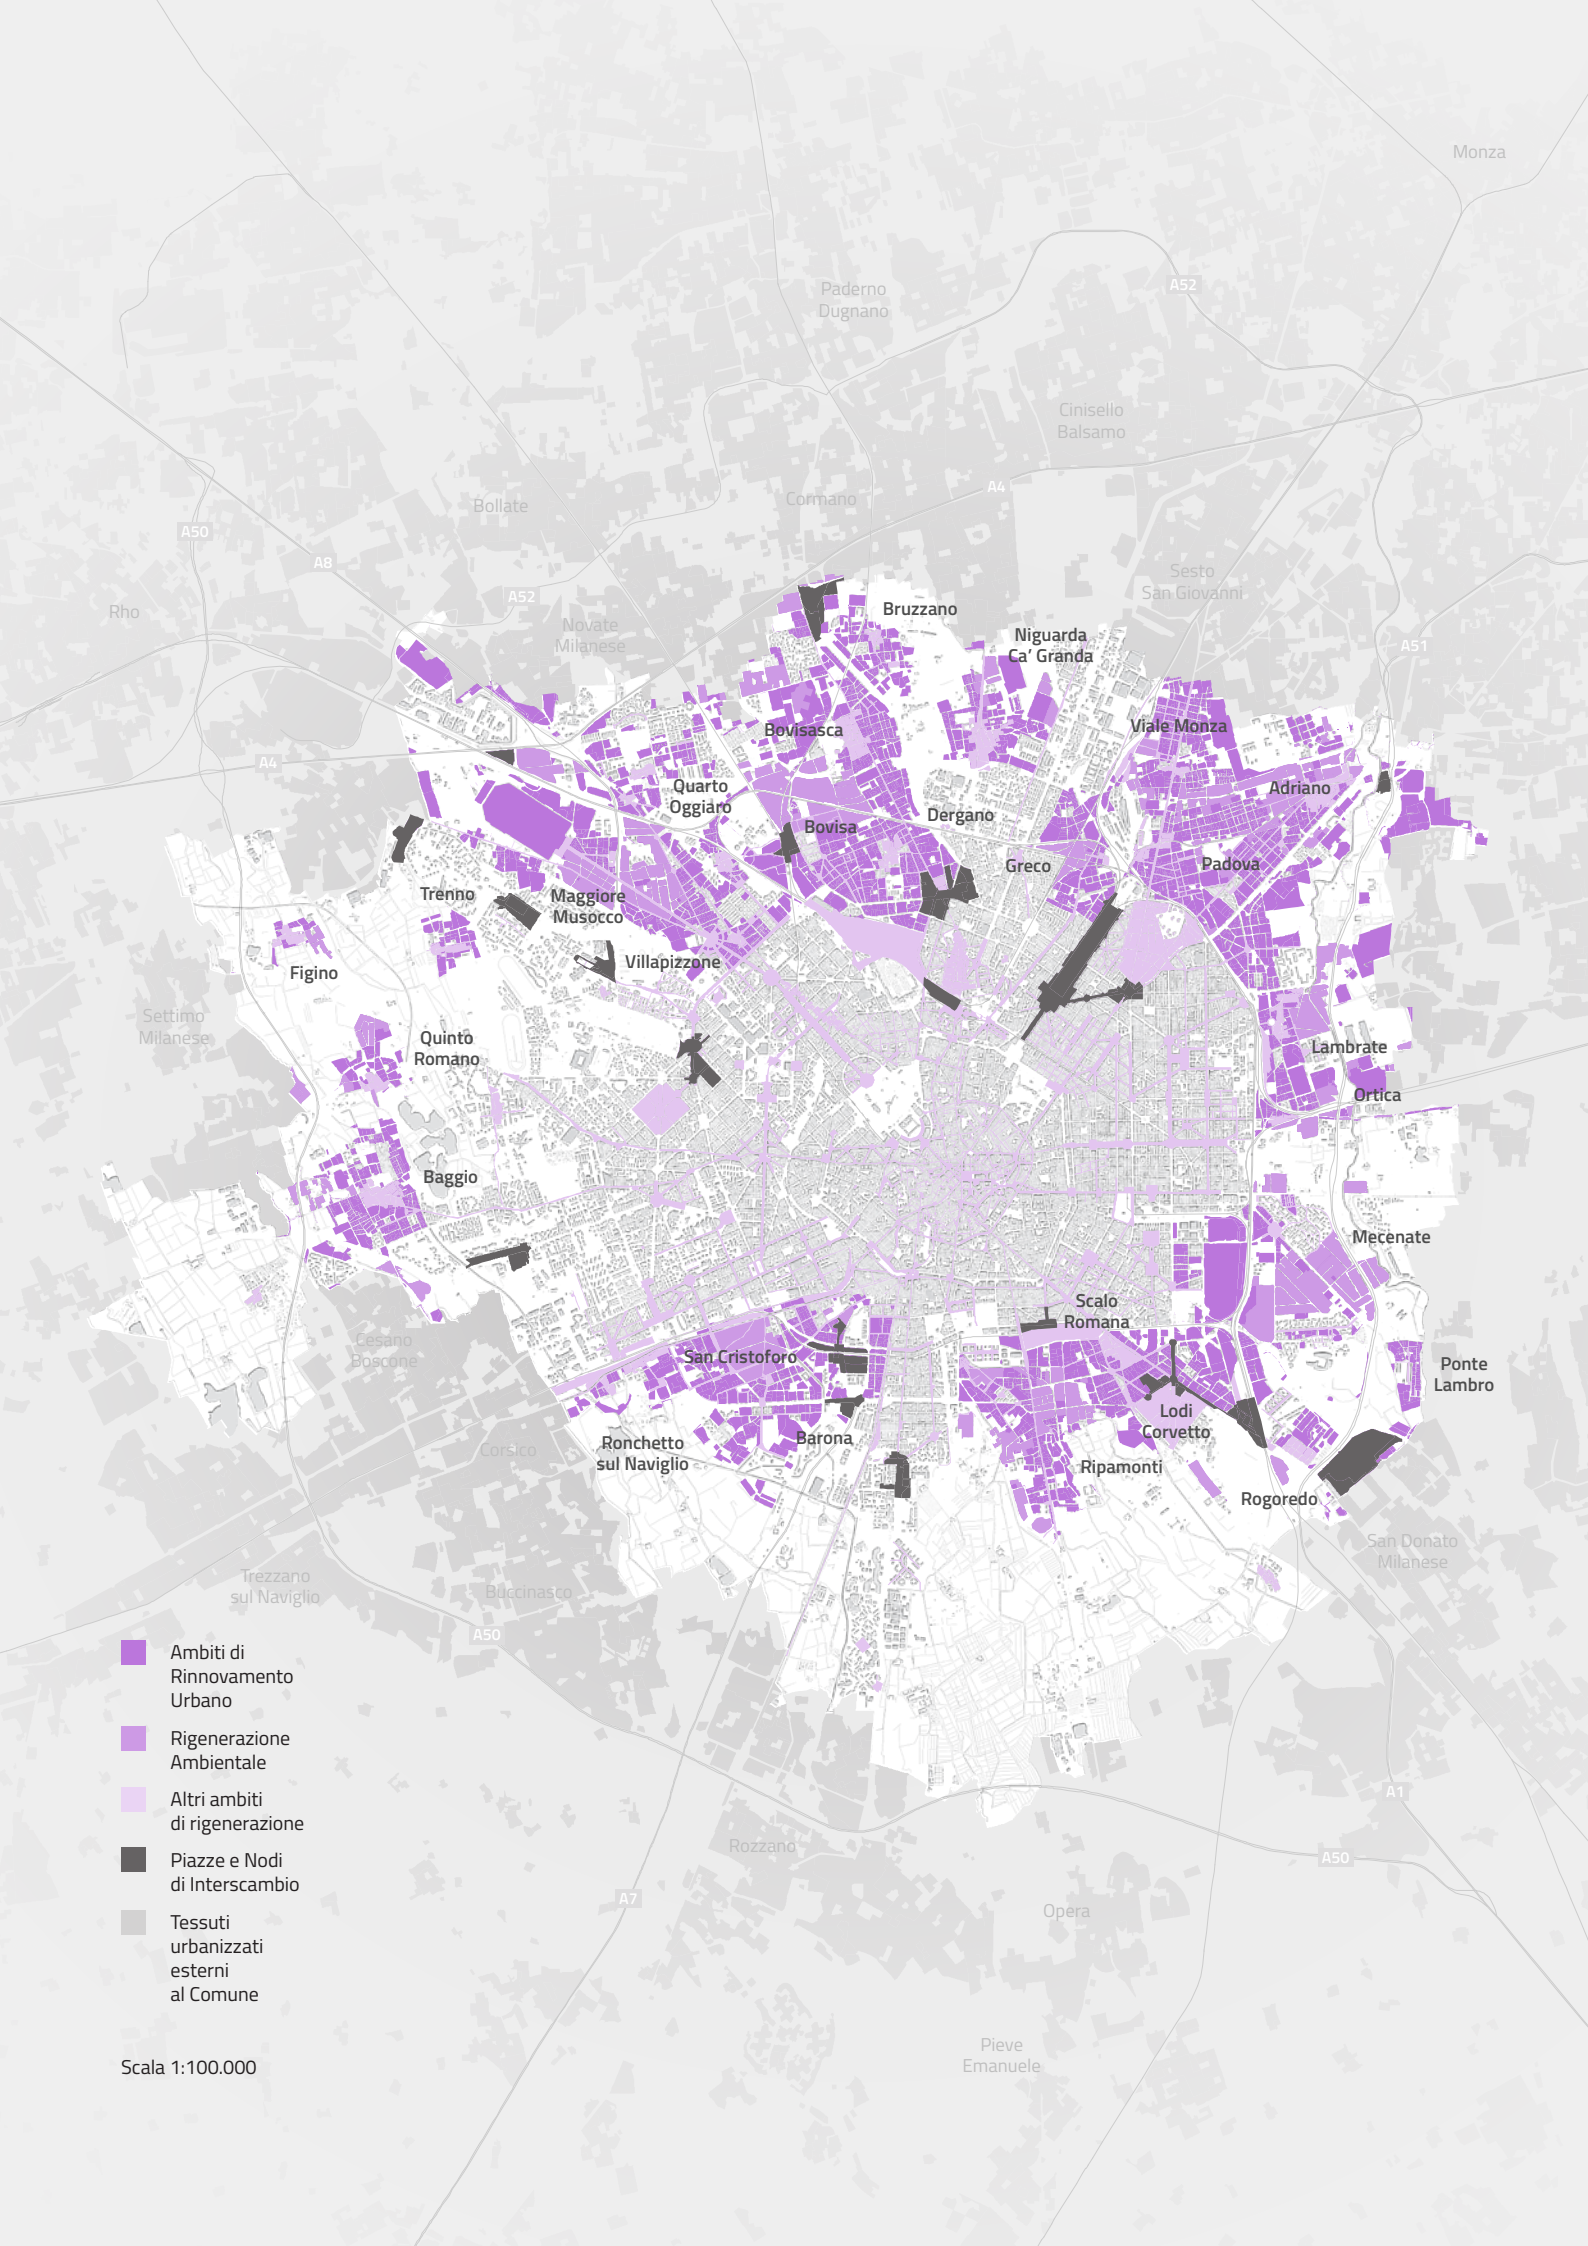 Monza
A52
Paderno
Dugnano
Cinisello
Balsamo
A4
Bollate
Cormano
A50
A8
Sesto
San Giovanni
A52
Rho
Novate
Milanese
Bruzzano
Niguarda
Ca’ Granda
A51
Bovisasca
Viale Monza
A4
Quarto
Oggiaro
Adriano
Dergano
Bovisa
Greco
Padova
Trenno
Maggiore
Musocco
Villapizzone
Figino
Settimo
Milanese
Quinto
Romano
Lambrate
Ortica
Baggio
Mecenate
Scalo
Romana
Cesano
Boscone
San Cristoforo
Ponte
Lambro
Lodi
Corvetto
Barona
Ronchetto
sul Naviglio
Corsico
Ripamonti
Rogoredo
San Donato
Milanese
Trezzano
sul Naviglio
Buccinasco
A50
Ambiti di
Rinnovamento
Urbano
Rigenerazione
Ambientale
Altri ambiti
di rigenerazione
Piazze e Nodi
di Interscambio
Tessuti
urbanizzati
esterni
al Comune
A1
Rozzano
A50
A7
Opera
Pieve
Emanuele
Scala 1:100.000